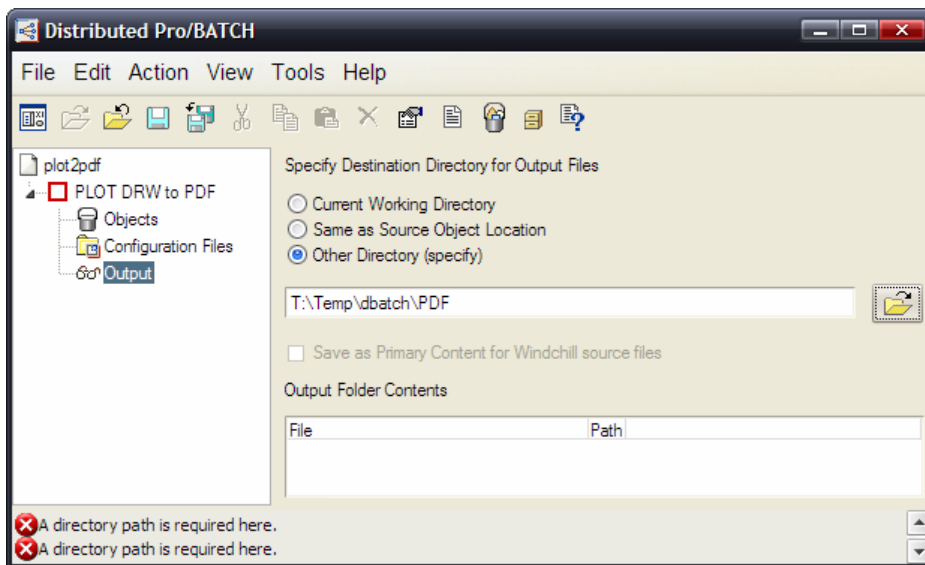 Distributed Pro/BATCH
File Edit Action View Tools Help
plot2pdf
PLOT DRW to PDF
Objects
Configuration Files
Output
Specify Destination Directory for Output Files
Current Working Directory
Same as Source Object Location
Other Directory (specify)
T:\Temp\dbatch\PDF
Save as Primary Content for Windchill source files
Output Folder Contents
File Path
A directory path is required here.
A directory path is required here.